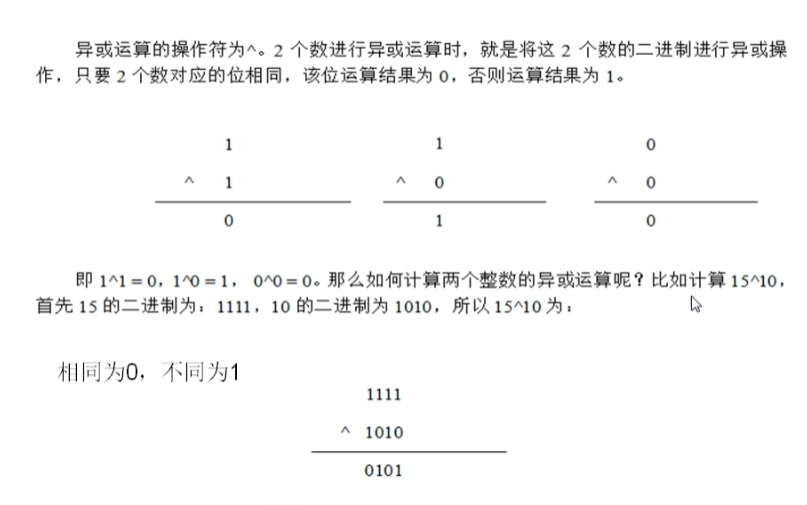 异或运算的操作符为^。2 个数进行异或运算时，就是将这 2 个数的二进制进行异或操
作，只要 2 个数对应的位相同，该位运算结果为 0，否则运算结果为 1。
1 1 0
^ 1 ^ 0 ^ 0
0 1 0
即 1^1 = 0，1^0 = 1， 0^0 = 0。那么如何计算两个整数的异或运算呢？比如计算 15^10，
首先 15 的二进制为：1111，10 的二进制为 1010，所以 15^10 为：
相同为0，不同为1
1111
^ 1010
0101